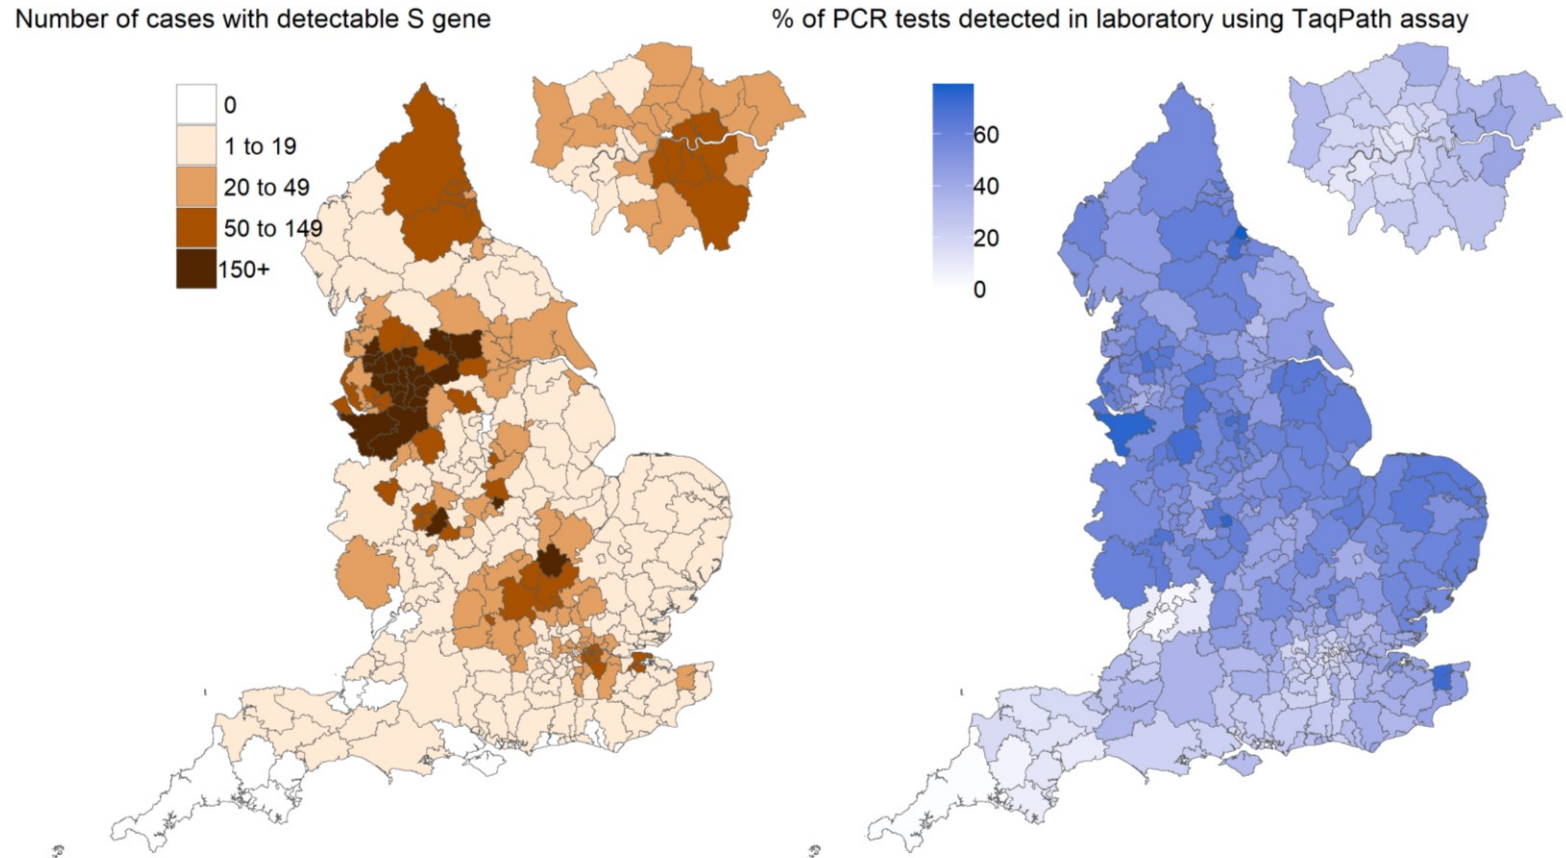 Number of cases with detectable S gene
% of PCR tests detected in laboratory using TaqPath assay
0
1 to 19
20 to 49
50 to 149
150+
60
40
20
0